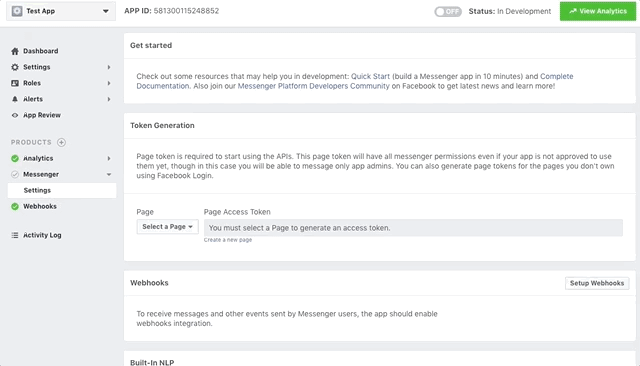 Test App
APP ID: 581300115248852
OFF
Status: In Development
View Analytics
Dashboard
Settings
Roles
Alerts
App Review
PRODUCTS
Analytics
Messenger
Settings
Webhooks
Activity Log
Get started
Check out some resources that may help you in development: Quick Start (build a Messenger app in 10 minutes) and Complete
Documentation. Also join our Messenger Platform Developers Community on Facebook to get latest news and learn more!
Token Generation
Page token is required to start using the APIs. This page token will have all messenger permissions even if your app is not approved to use
them yet, though in this case you will be able to message only app admins. You can also generate page tokens for the pages you don't own
using Facebook Login.
Page
Page Access Token
Select a Page
You must select a Page to generate an access token.
Create a new page
Webhooks
Setup Webhooks
To receive messages and other events sent by Messenger users, the app should enable
webhooks integration.
Built-In NLP